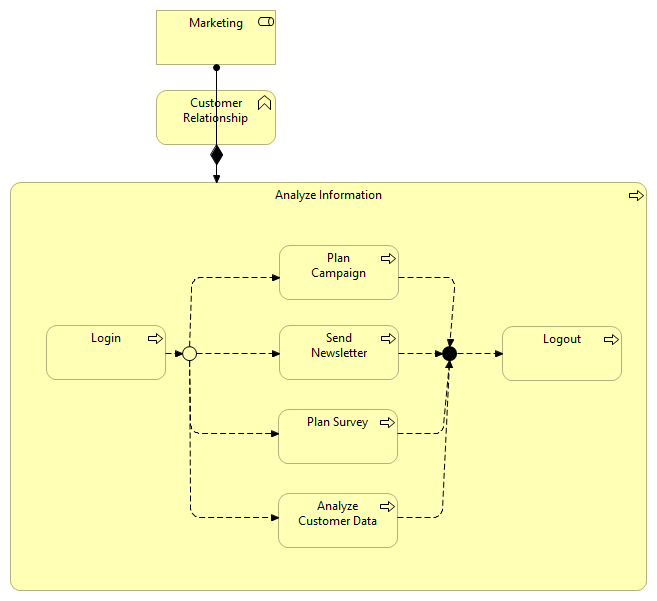 Marketing
Customer
Relationship
Analyze Information
Plan
Campaign
Login
Send
Newsletter
Logout
Plan Survey
Analyze
Customer Data